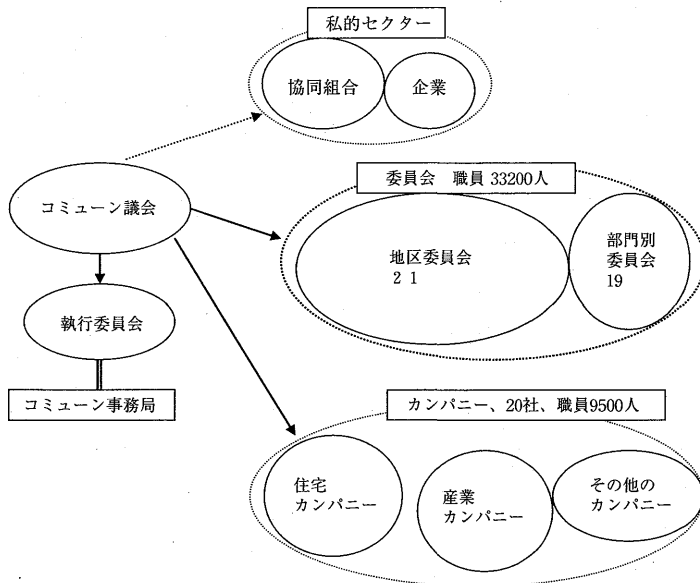 私的セクター
協同組合
企業
コミューン議会
委員会 職員 33200人
地区委員会
21
部門別
委員会
19
執行委員会
コミューン事務局
カンパニー、20社、職員9500人
住宅
カンパニー
産業
カンパニー
その他の
カンパニー